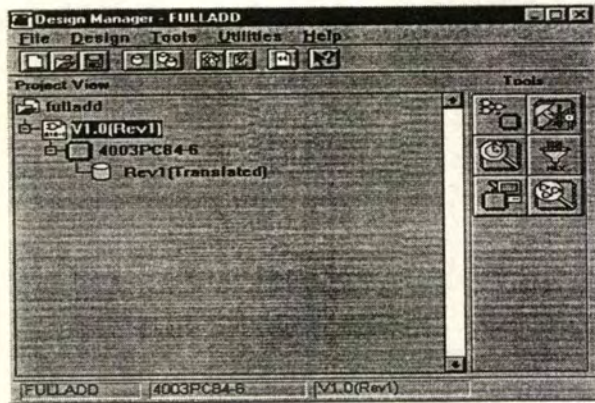 Design Manager - FULLADD
File Design Tools Utilities Help
Project View
Tools
fulladd
V1.0(Rev1)
4003PC84-6
Rev1(Translated)
FULLADD 4003PC84-6 V1.0(Rev1)